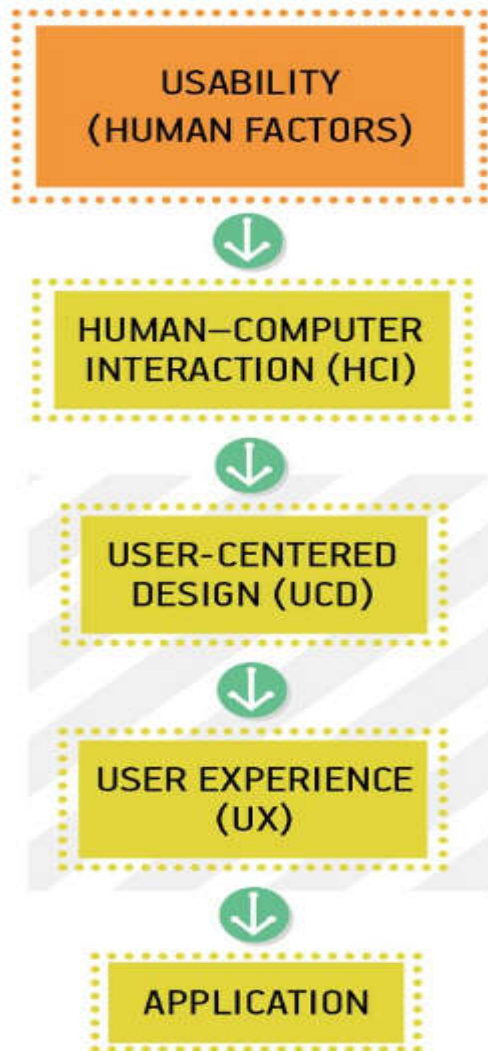 USABILITY
(HUMAN FACTORS)
HUMAN–COMPUTER
INTERACTION (HCI)
USER-CENTERED
DESIGN (UCD)
USER EXPERIENCE
(UX)
APPLICATION